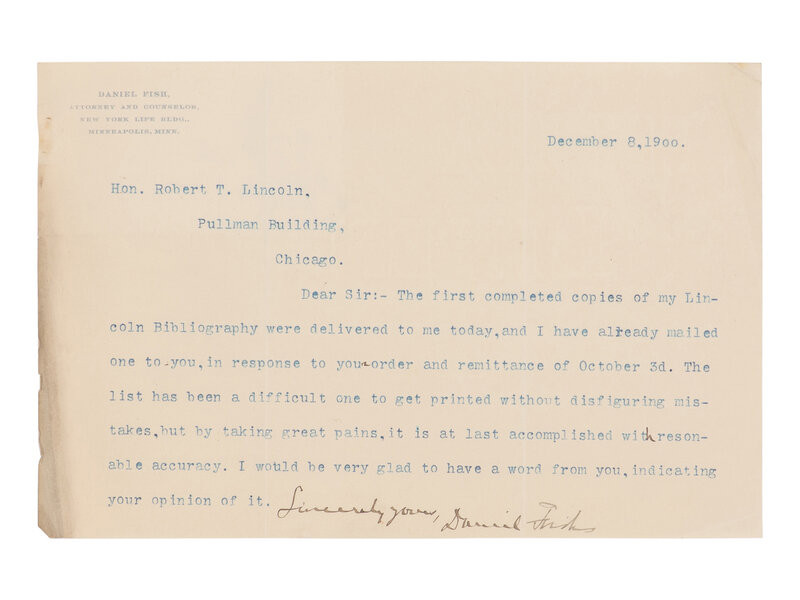 DANIEL FISH,
ATTORNEY AND COUNSELOR,
NEW YORK LIFE BLDG.,
MINNEAPOLIS, MINN.
December 8,1900.
Hon. Robert T. Lincoln,
Pullman Building,
Chicago.
Dear Sir:- The first completed copies of my Lin-
coln Bibliography were delivered to me today,and I have already mailed
one to you,in response to your order and remittance of October 3d. The
list has been a difficult one to get printed without disfiguring mis-
takes,but by taking great pains,it is at last accomplished with reson-
able accuracy. I would be very glad to have a word from you,indicating
your opinion of it. Sincerely yours, Daniel Fish